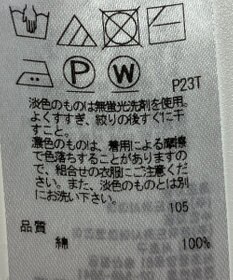 P W
P23T
淡色のものは無蛍光洗剤を使用。
よくすすぎ、絞りの後すぐに干
すこと。
濃色のものは、着用による摩擦
で色落ちすることがありますの
で、組合せの衣服にご注意くだ
さい。また、淡色のものとは別
にお洗い下さい。
105
品質
綿 100%